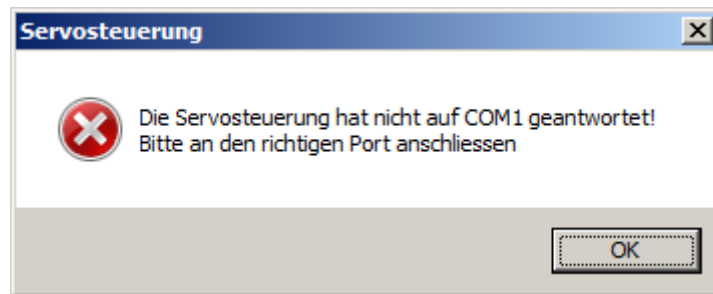 Servosteuerung
Die Servosteuerung hat nicht auf COM1 geantwortet!
Bitte an den richtigen Port anschliessen
OK